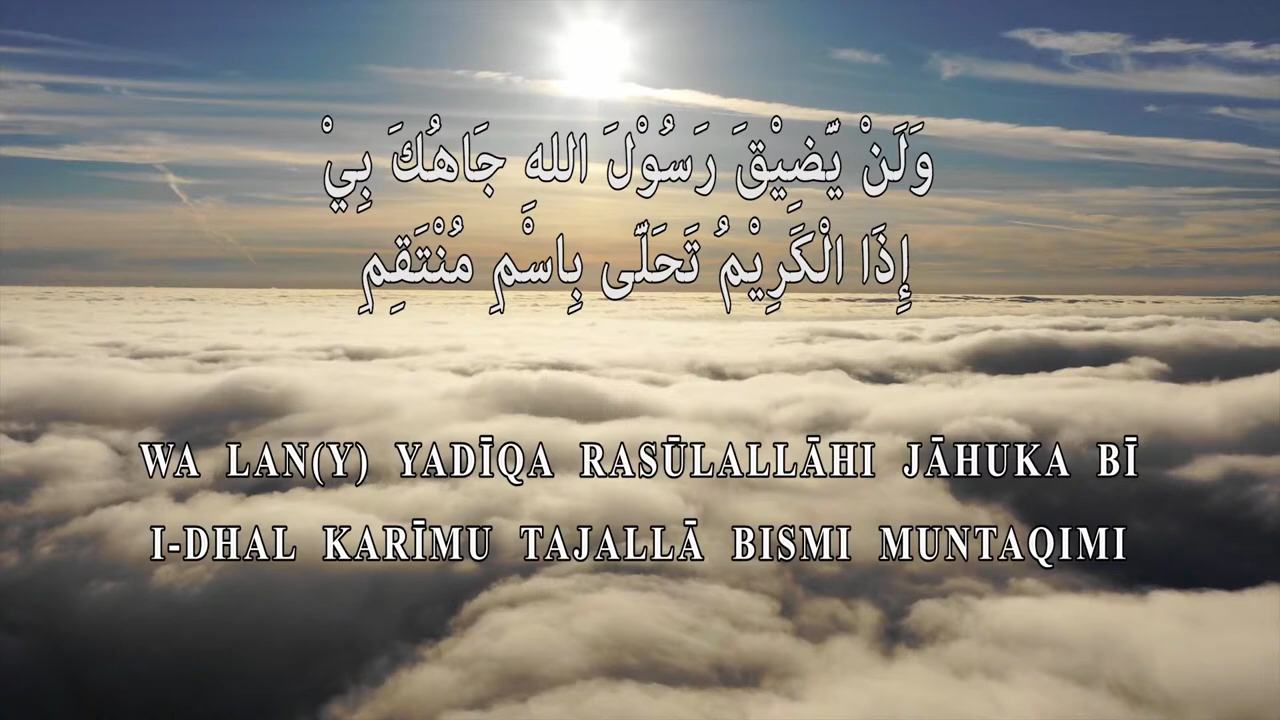 وَلَنْ يَّضِيْقَ رَسُوْلَ اللهِ جَاهُكَ بِيْ
إِذَا الْكَرِيْمُ تَحَلّٰى بِاسْمِ مُنْتَقِمِ
WA LAN(Y) YADĪQA RASŪLALLĀHI JĀHUKA BĪ
I-DHAL KARĪMU TAJALLĀ BISMI MUNTAQIMI